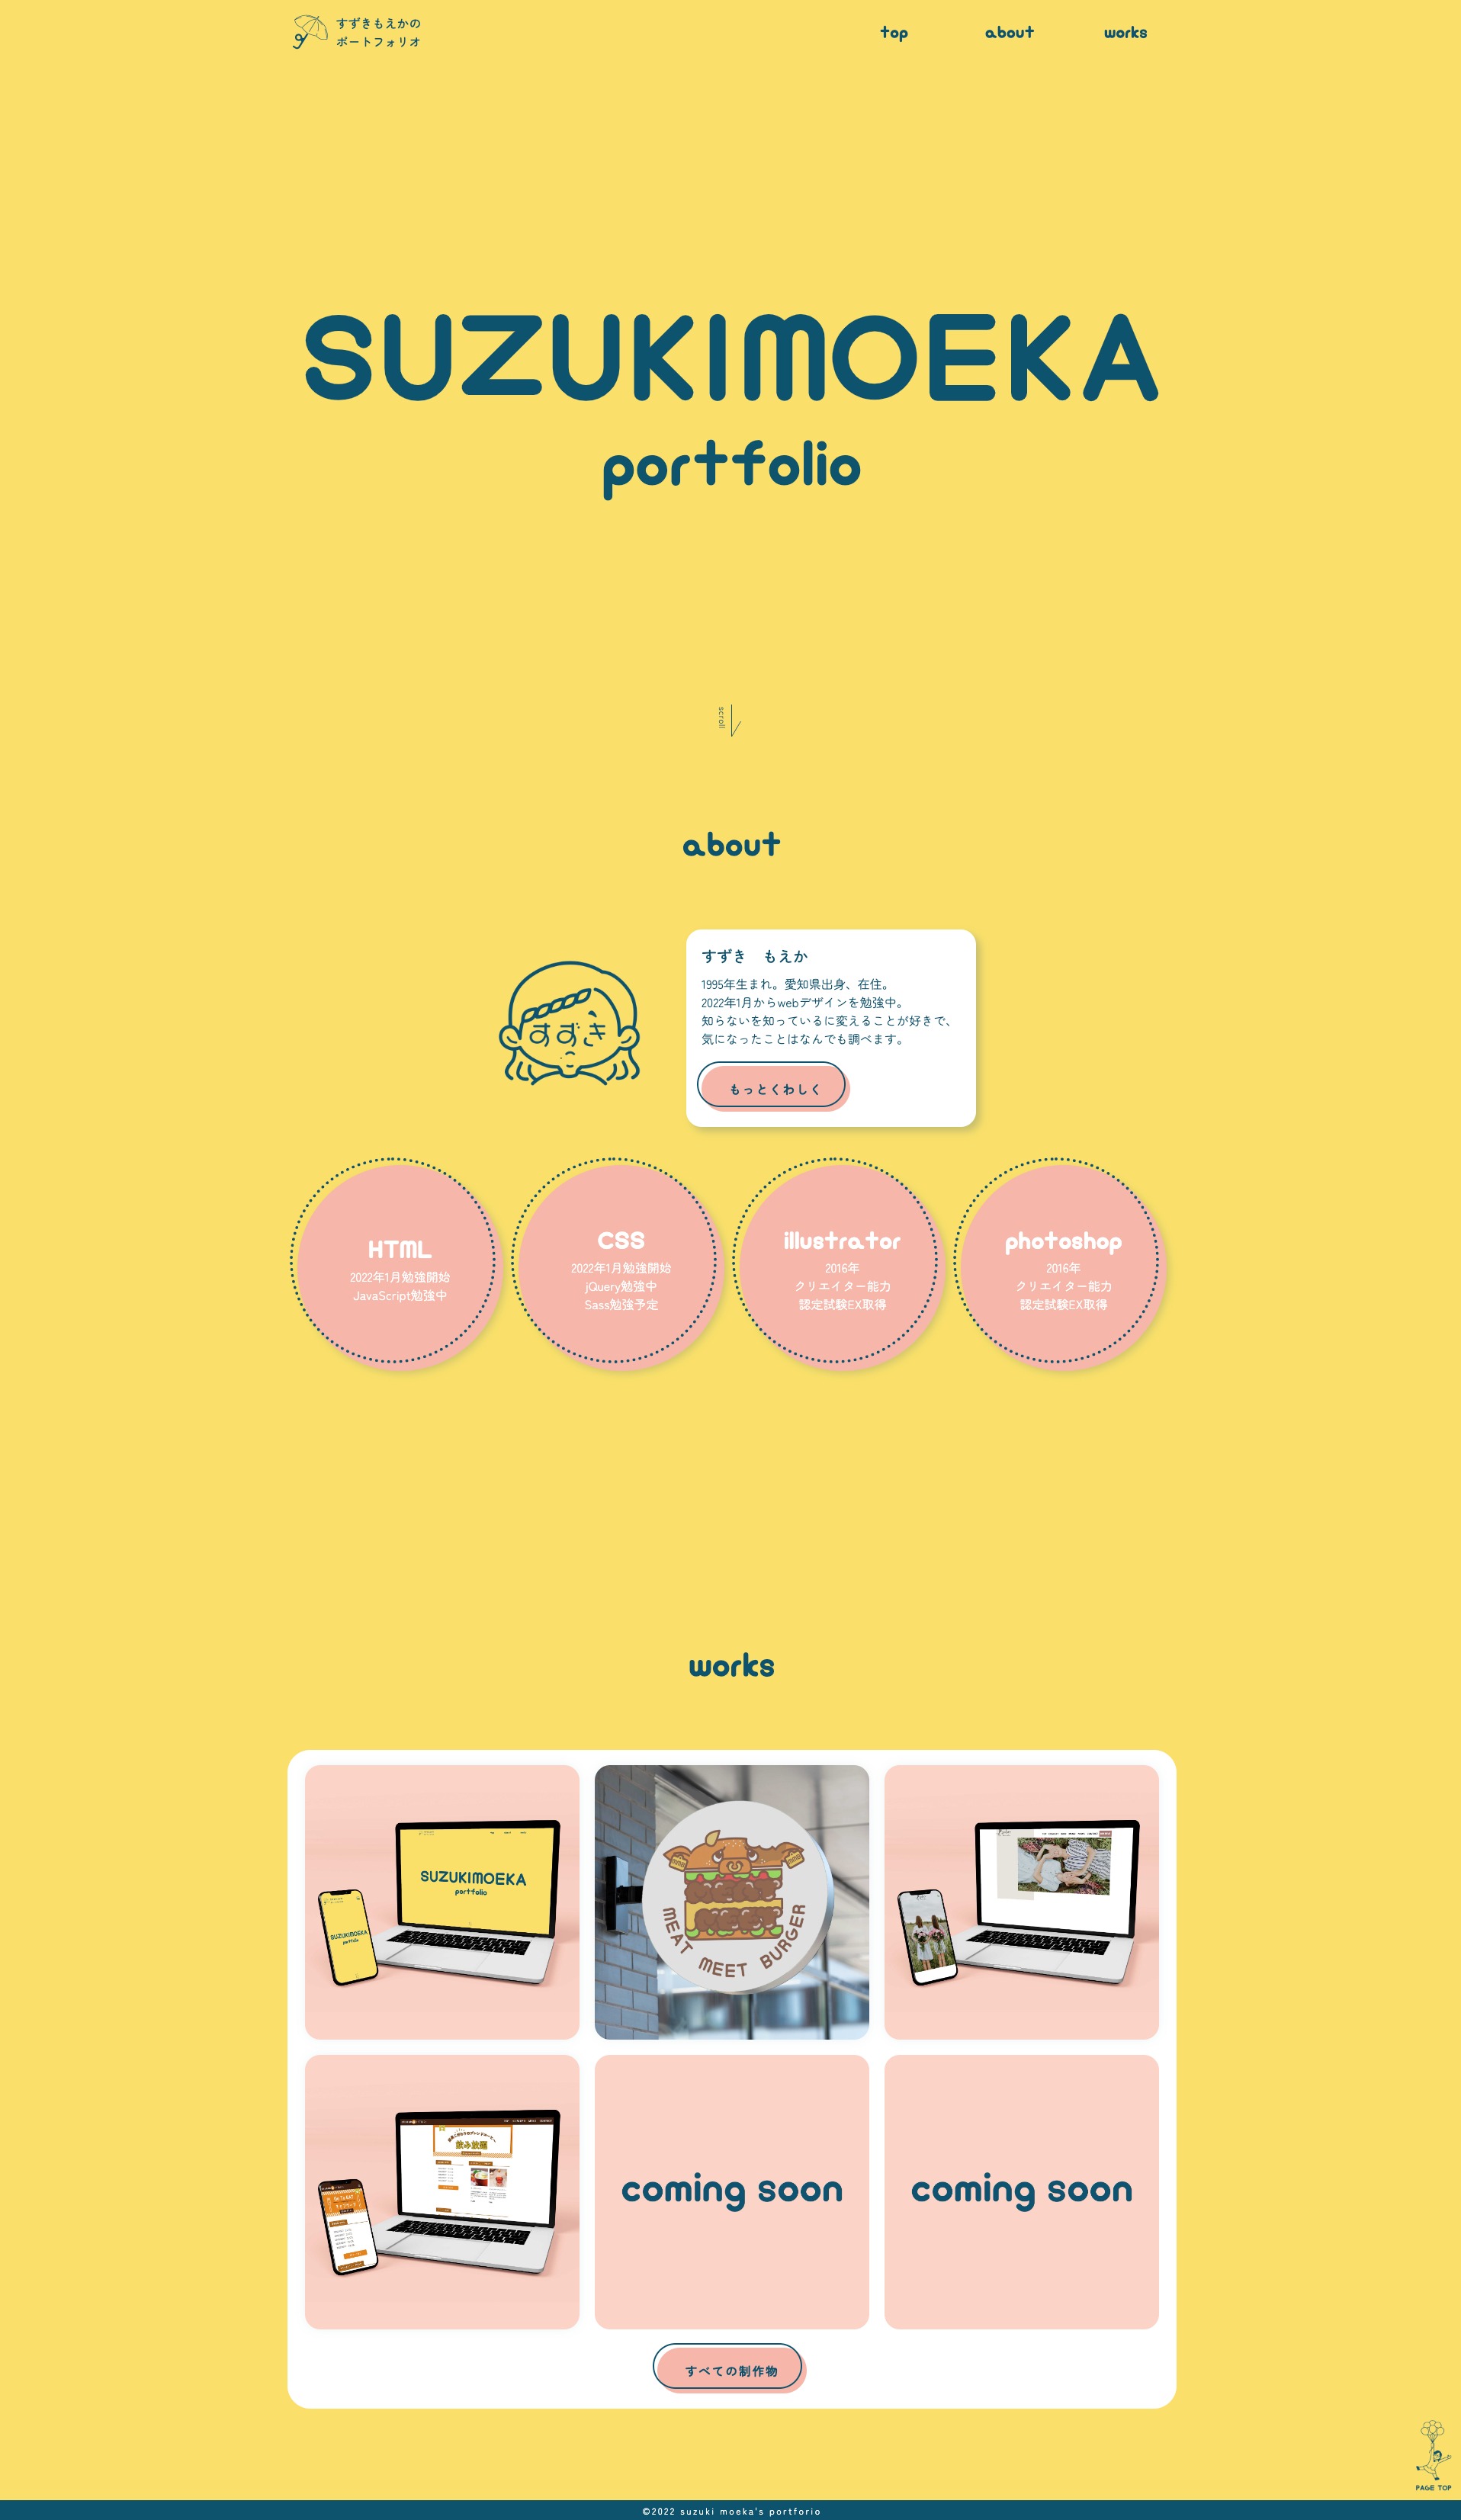 すずきもえかの
ポートフォリオ
top
about
works
SUZUKIMOEKA
portfolio
scroll
about
すずき
すずき　もえか
1995年生まれ。愛知県出身、在住。
2022年1月からwebデザインを勉強中。
知らないを知っているに変えることが好きで、
気になったことはなんでも調べます。
もっとくわしく
HTML
2022年1月勉強開始
JavaScript勉強中
CSS
2022年1月勉強開始
jQuery勉強中
Sass勉強予定
illustrator
2016年
クリエイター能力
認定試験EX取得
photoshop
2016年
クリエイター能力
認定試験EX取得
works
SUZUKIMOEKA
portfolio
SUZUKIMOEKA
portfolio
MEAT MEET BURGER
飲み放題
coming soon
coming soon
すべての制作物
PAGE TOP
©2022 suzuki moeka's portforio